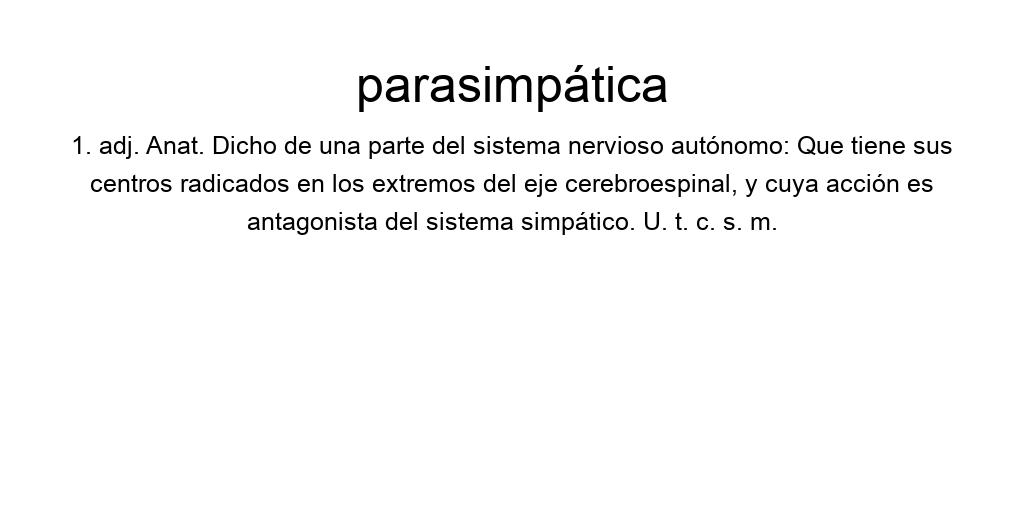 parasimpática
1. adj. Anat. Dicho de una parte del sistema nervioso autónomo: Que tiene sus
centros radicados en los extremos del eje cerebroespinal, y cuya acción es
antagonista del sistema simpático. U. t. c. s. m.